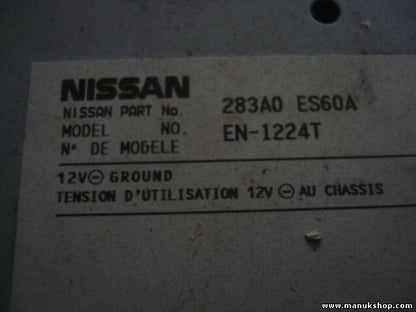 NISSAN
NISSAN PART No. 283A0 ES60A
MODEL NO. EN-1224T
N° DE MODELE
12V⊖ GROUND
TENSION D'UTILISATION 12V ⊖ AU CHASSIS
www.manukshop.com